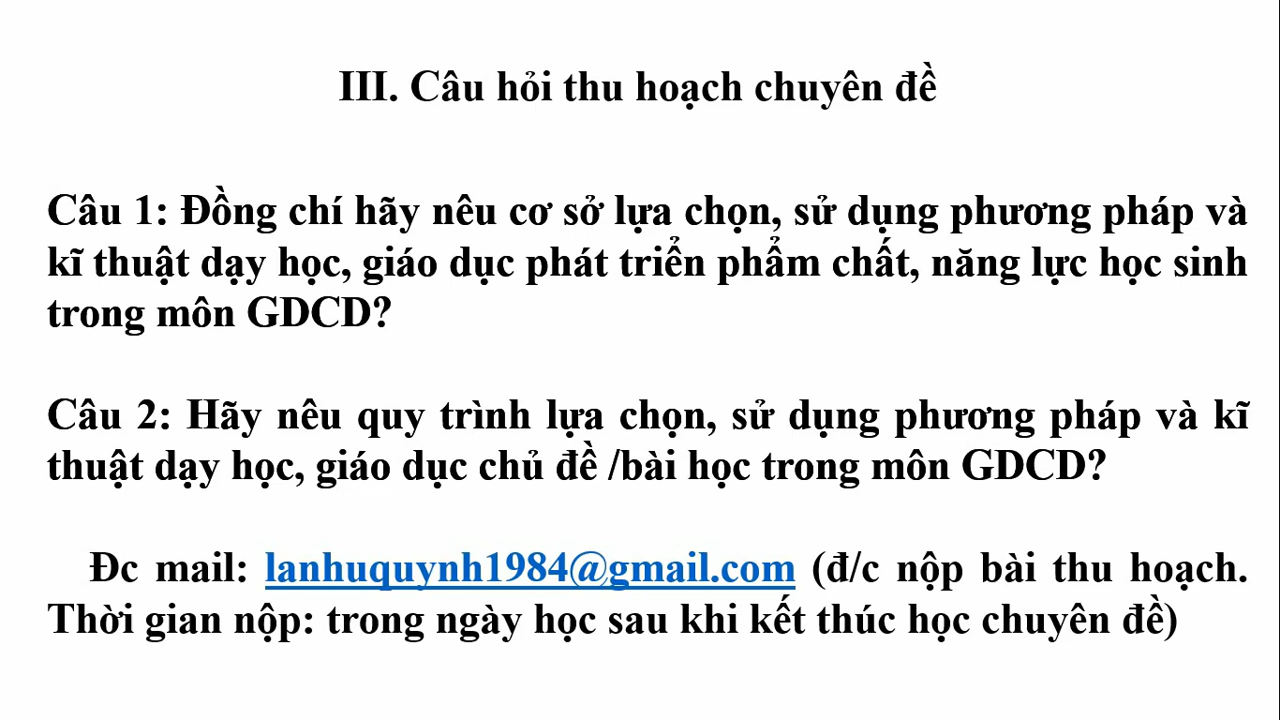 III. Câu hỏi thu hoạch chuyên đề
Câu 1: Đồng chí hãy nêu cơ sở lựa chọn, sử dụng phương pháp và
kĩ thuật dạy học, giáo dục phát triển phẩm chất, năng lực học sinh
trong môn GDCD?
Câu 2: Hãy nêu quy trình lựa chọn, sử dụng phương pháp và kĩ
thuật dạy học, giáo dục chủ đề /bài học trong môn GDCD?
Đc mail: lanhuquynh1984@gmail.com (đ/c nộp bài thu hoạch.
Thời gian nộp: trong ngày học sau khi kết thúc học chuyên đề)